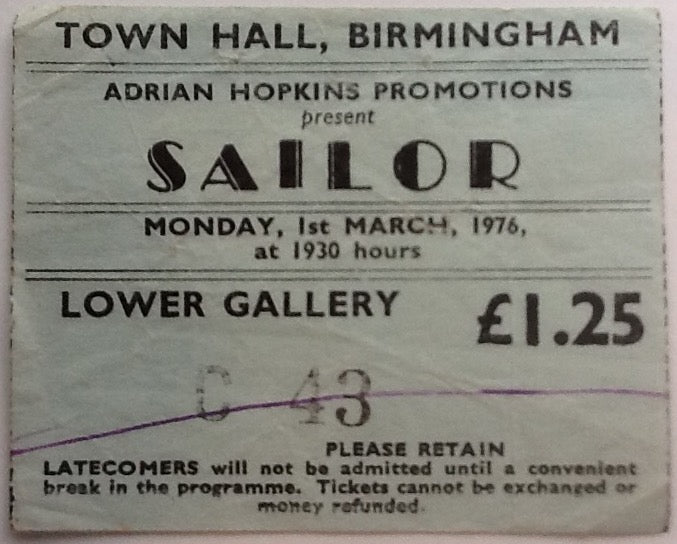 TOWN HALL, BIRMINGHAM
ADRIAN HOPKINS PROMOTIONS
present
SAILOR
MONDAY, 1st MARCH, 1976,
at 1930 hours
LOWER GALLERY £1.25
C 43
PLEASE RETAIN
LATECOMERS will not be admitted until a convenient
break in the programme. Tickets cannot be exchanged or
money refunded.